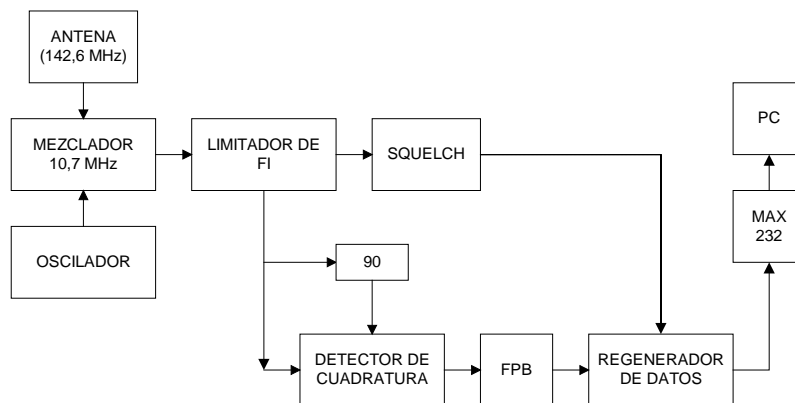 ANTENA
(142,6 MHz)
MEZCLADOR
10,7 MHz
LIMITADOR DE
FI
SQUELCH
PC
OSCILADOR
90
MAX
232
DETECTOR DE
CUADRATURA
FPB
REGENERADOR
DE DATOS